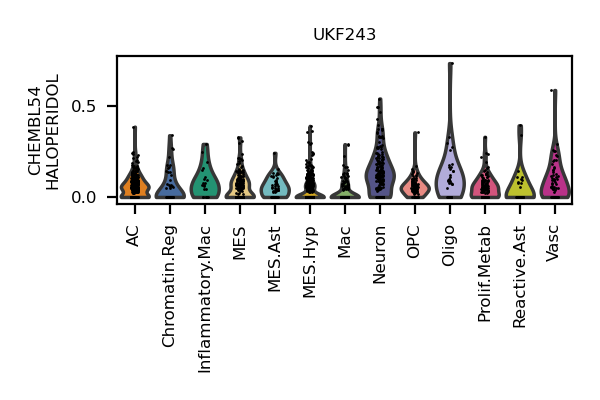 UKF243
CHEMBL54
HALOPERIDOL
0.5
0.0
AC
Chromatin.Reg
Inflammatory.Mac
MES
MES.Ast
MES.Hyp
Mac
Neuron
OPC
Oligo
Prolif.Metab
Reactive.Ast
Vasc